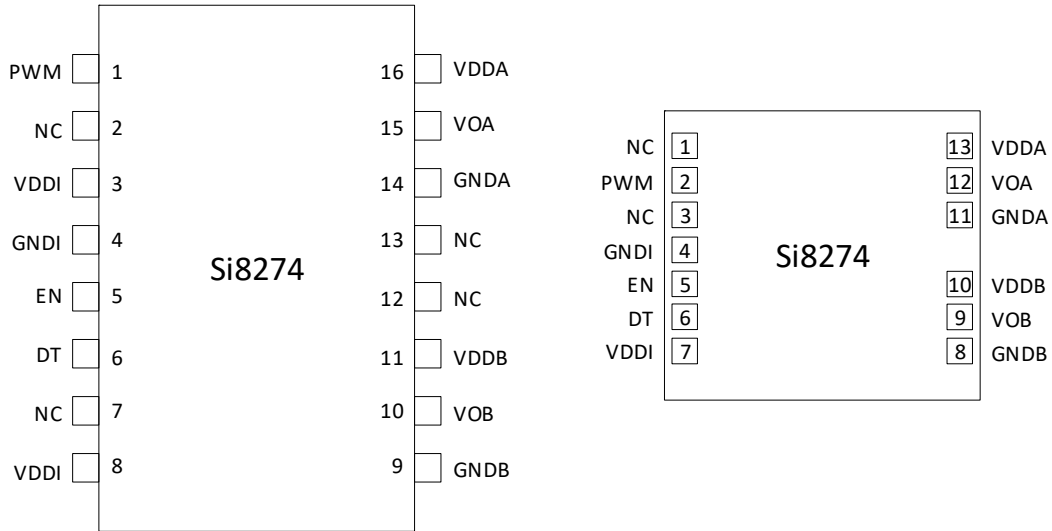 PWM 1 16 VDDA
NC 2 15 VOA
VDDI 3 14 GNDA
GNDI 4 13 NC
Si8274
EN 5 12 NC
DT 6 11 VDDB
NC 7 10 VOB
VDDI 8 9 GNDB
NC 1 13 VDDA
PWM 2 12 VOA
NC 3 11 GNDA
GNDI 4
Si8274
EN 5 10 VDDB
DT 6 9 VOB
VDDI 7 8 GNDB